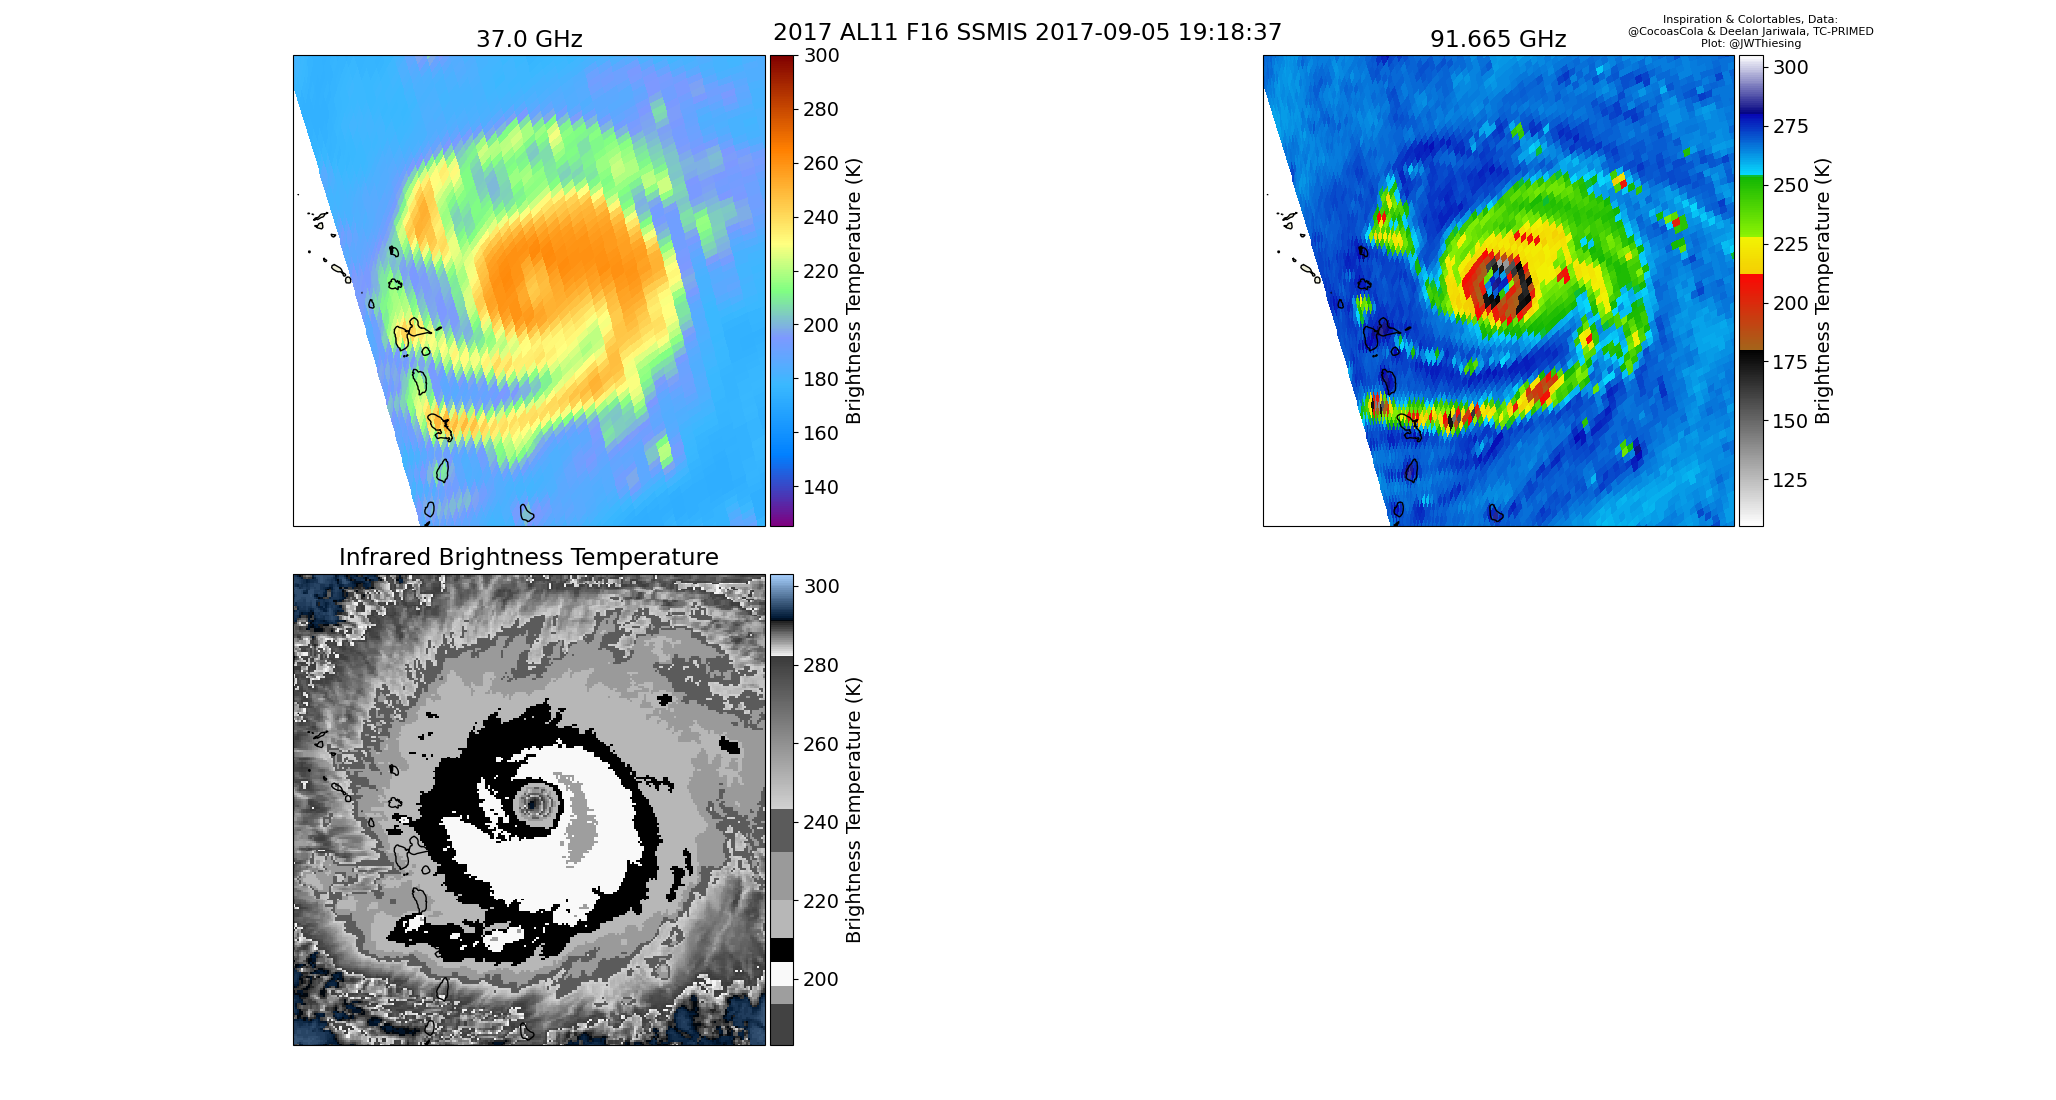 2017 AL11 F16 SSMIS 2017-09-05 19:18:37
Inspiration & Colortables, Data:
@CocoasCola & Deelan Jariwala, TC-PRIMED
Plot: @JWThiesing
37.0 GHz
300
280
260
240
220
200
180
160
140
Brightness Temperature (K)
91.665 GHz
300
275
250
225
200
175
150
125
Brightness Temperature (K)
Infrared Brightness Temperature
300
280
260
240
220
200
Brightness Temperature (K)